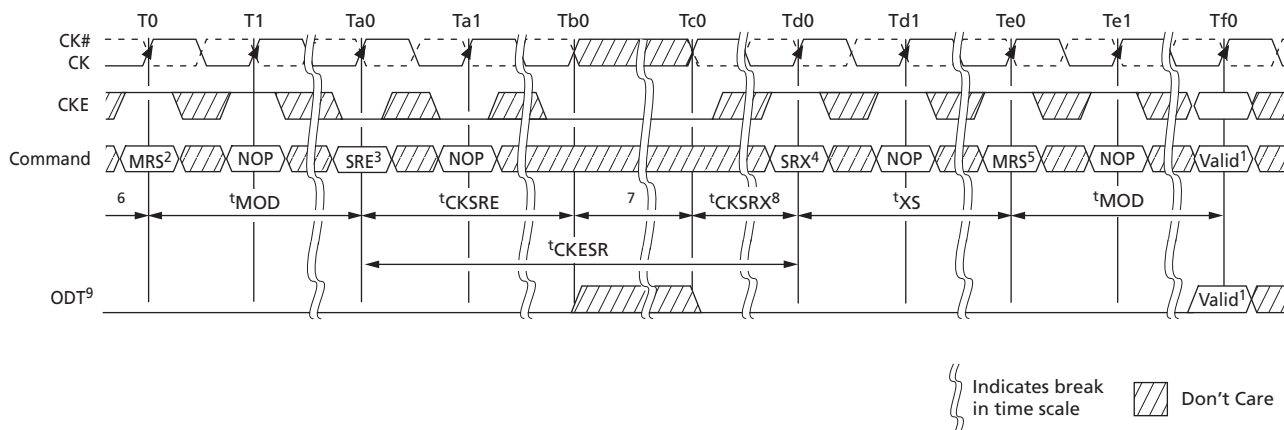 T0 T1 Ta0 Ta1 Tb0 Tc0 Td0 Td1 Te0 Te1 Tf0
CK#
CK
CKE
Command MRS² NOP SRE³ NOP SRX⁴ NOP MRS⁵ NOP Valid¹
6 ᵗMOD ᵗCKSRE 7 ᵗCKSRX⁸ ᵗXS ᵗMOD
ᵗCKESR
ODT⁹ Valid¹
Indicates break
in time scale
Don't Care